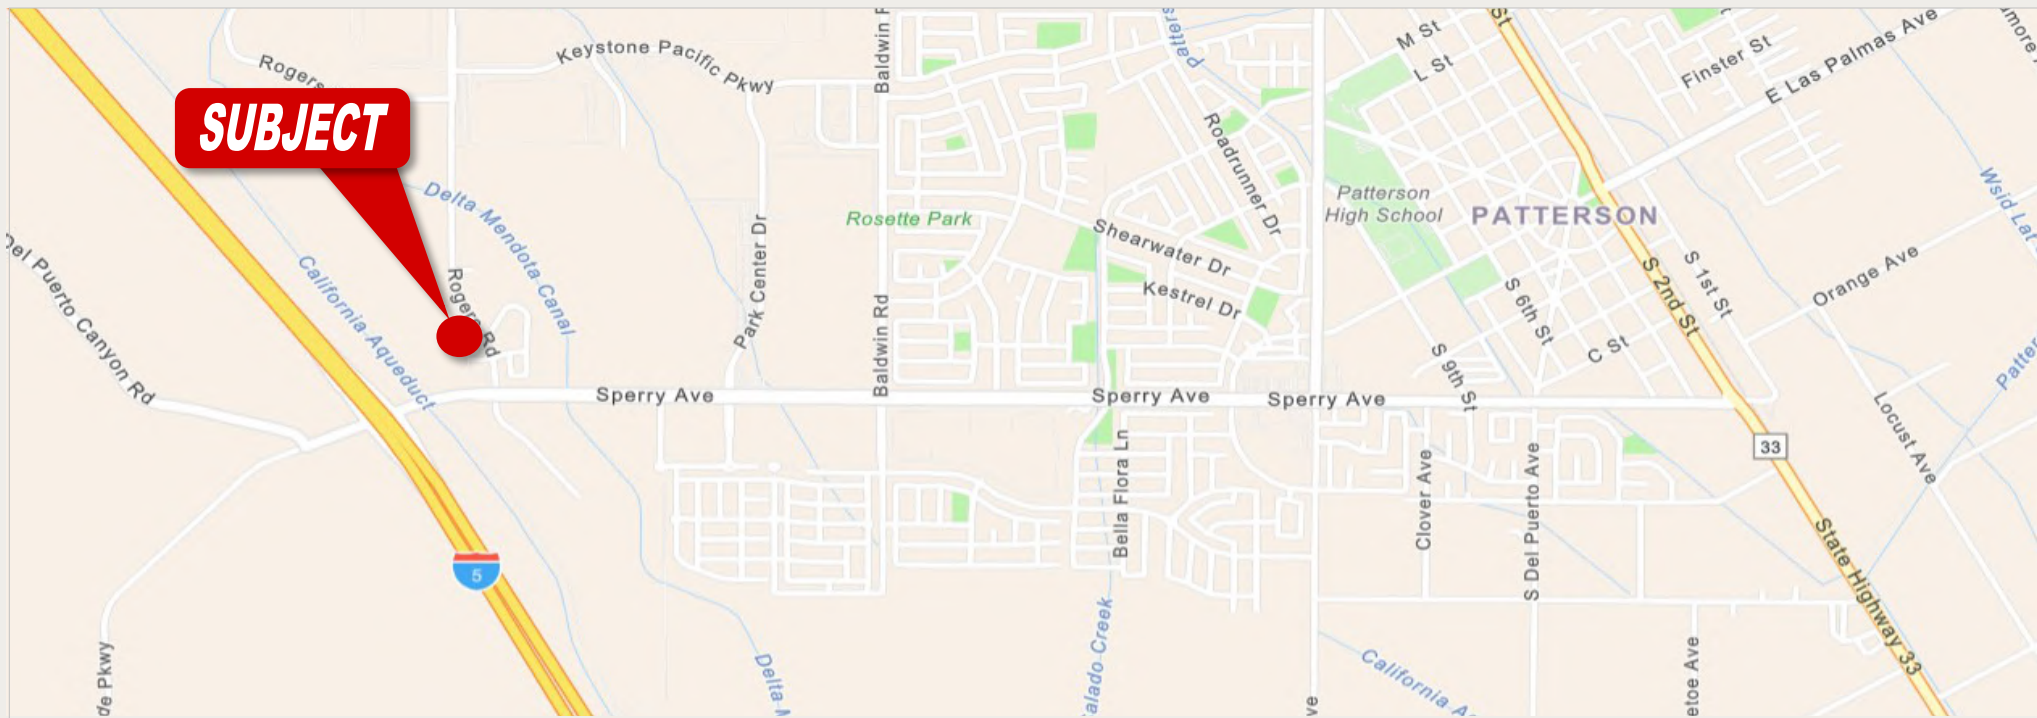 St
M St
L St
Finster St
E Las Palmas Ave
Keystone Pacific Pkwy
Rogers
SUBJECT
Roadrunner Dr
Delta Mendota Canal
Patterson
High School
PATTERSON
Rosette Park
Park Center Dr
Shearwater Dr
Kestrel Dr
Del Puerto Canyon Rd
California Aqueduct
Rogers Rd
Baldwin Rd
S 6th St
C St
S 2nd St
S 1st St
Orange Ave
Wsid Lat
S 9th St
Sperry Ave
Sperry Ave
Sperry Ave
Locust Ave
33
Bella Flora Ln
Clover Ave
S Del Puerto Ave
State Highway 33
5